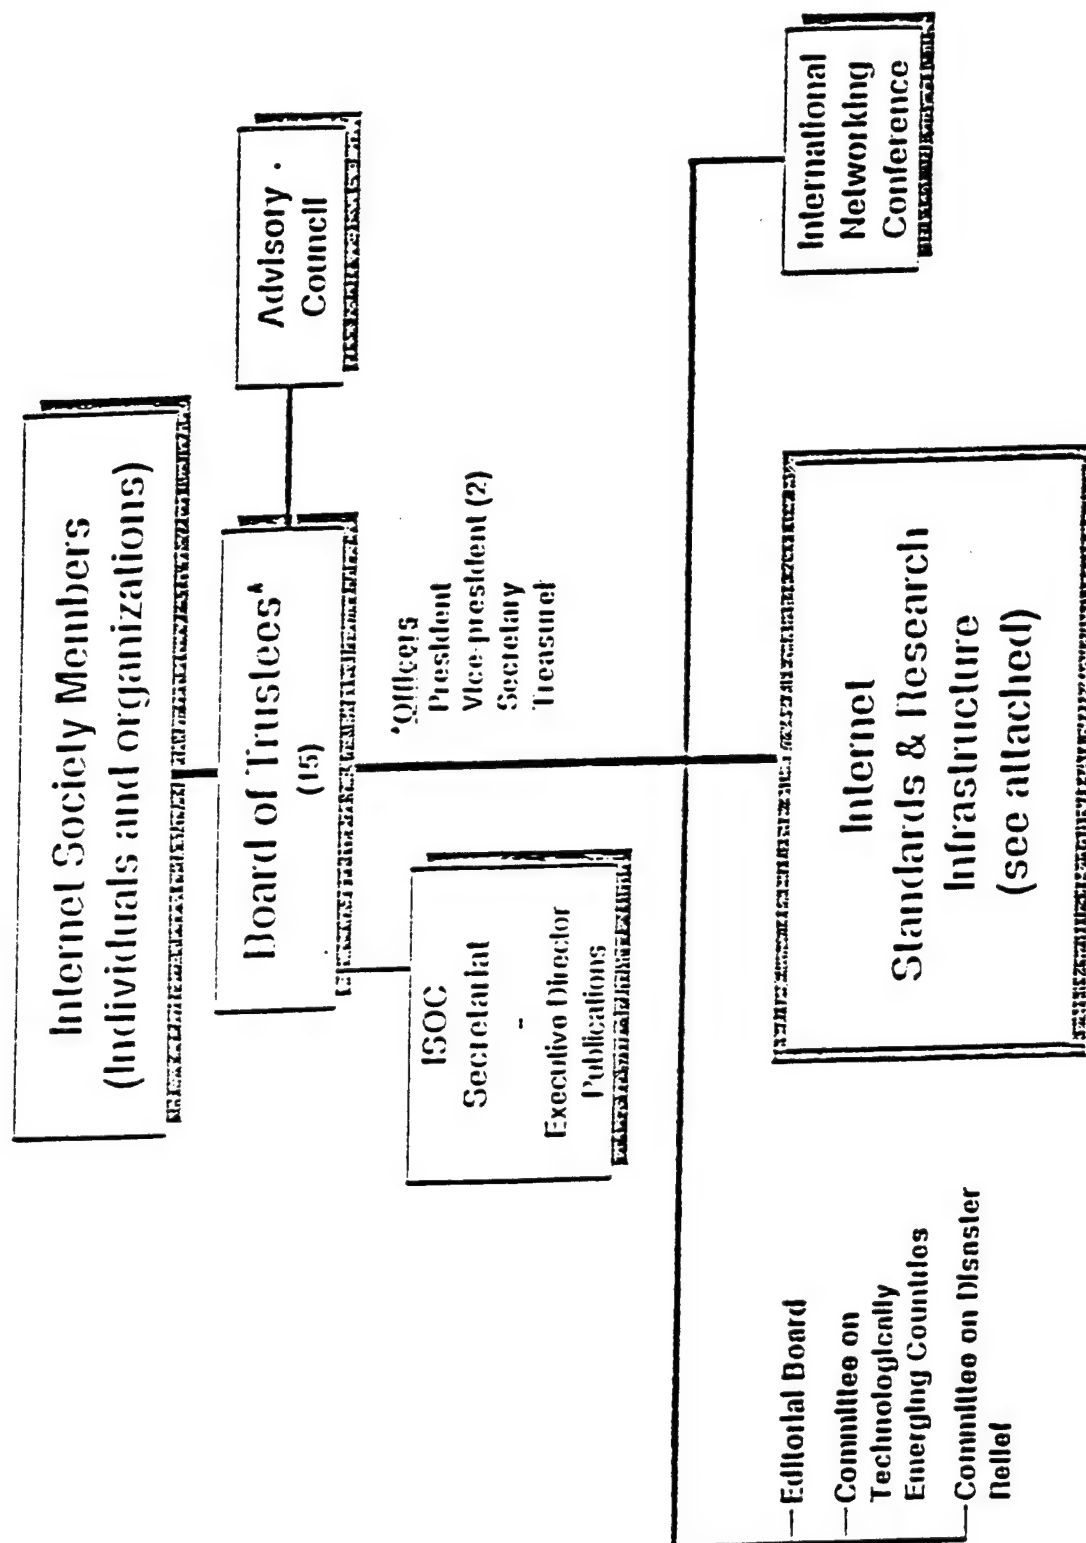 Internet Society Members
(Individuals and organizations)
Board of Trustees*
(15)
Advisory
Council
*Officers
President
Vice-president (2)
Secretary
Treasurer
ISOC
Secretariat
-
Executive Director
Publications
Editorial Board
Committee on
Technologically
Emerging Countries
Committee on Disaster
Relief
Internet
Standards & Research
Infrastructure
(see attached)
International
Networking
Conference